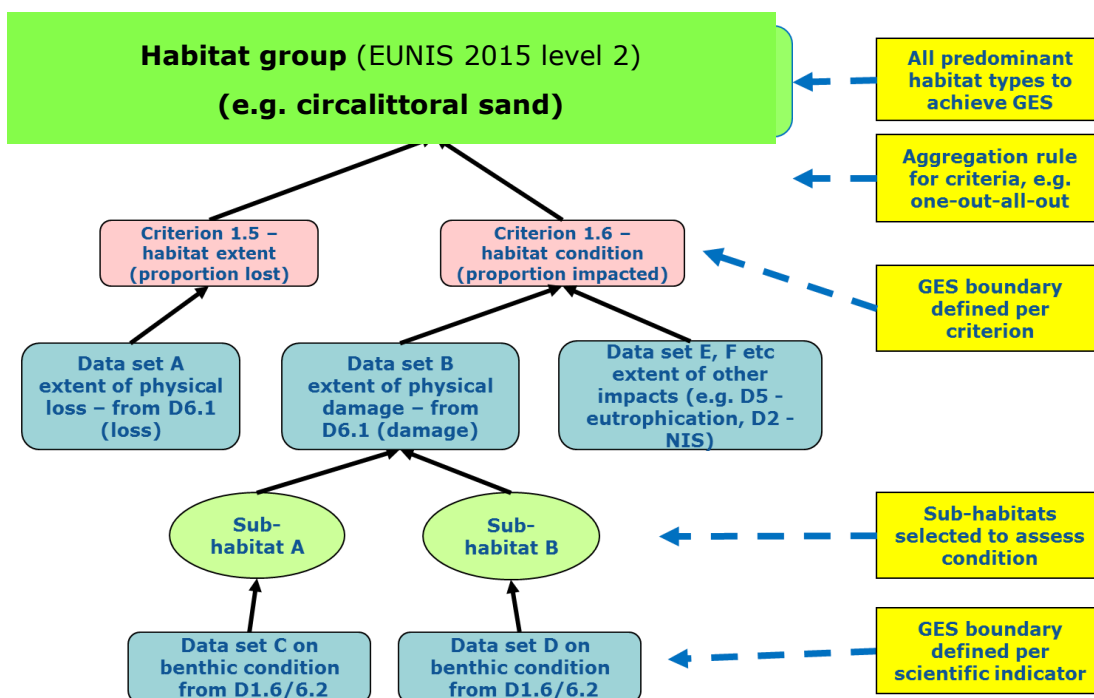 Habitat group (EUNIS 2015 level 2)
(e.g. circalittoral sand)
All predominant
habitat types to
achieve GES
Aggregation rule
for criteria, e.g.
one-out-all-out
Criterion 1.5 –
habitat extent
(proportion lost)
Criterion 1.6 –
habitat condition
(proportion impacted)
GES boundary
defined per
criterion
Data set A
extent of physical
loss – from D6.1
(loss)
Data set B
extent of physical
damage – from
D6.1 (damage)
Data set E, F etc
extent of other
impacts (e.g. D5 -
eutrophication, D2 -
NIS)
Sub-
habitat A
Sub-
habitat B
Sub-habitats
selected to assess
condition
Data set C on
benthic condition
from D1.6/6.2
Data set D on
benthic condition
from D1.6/6.2
GES boundary
defined per
scientific indicator